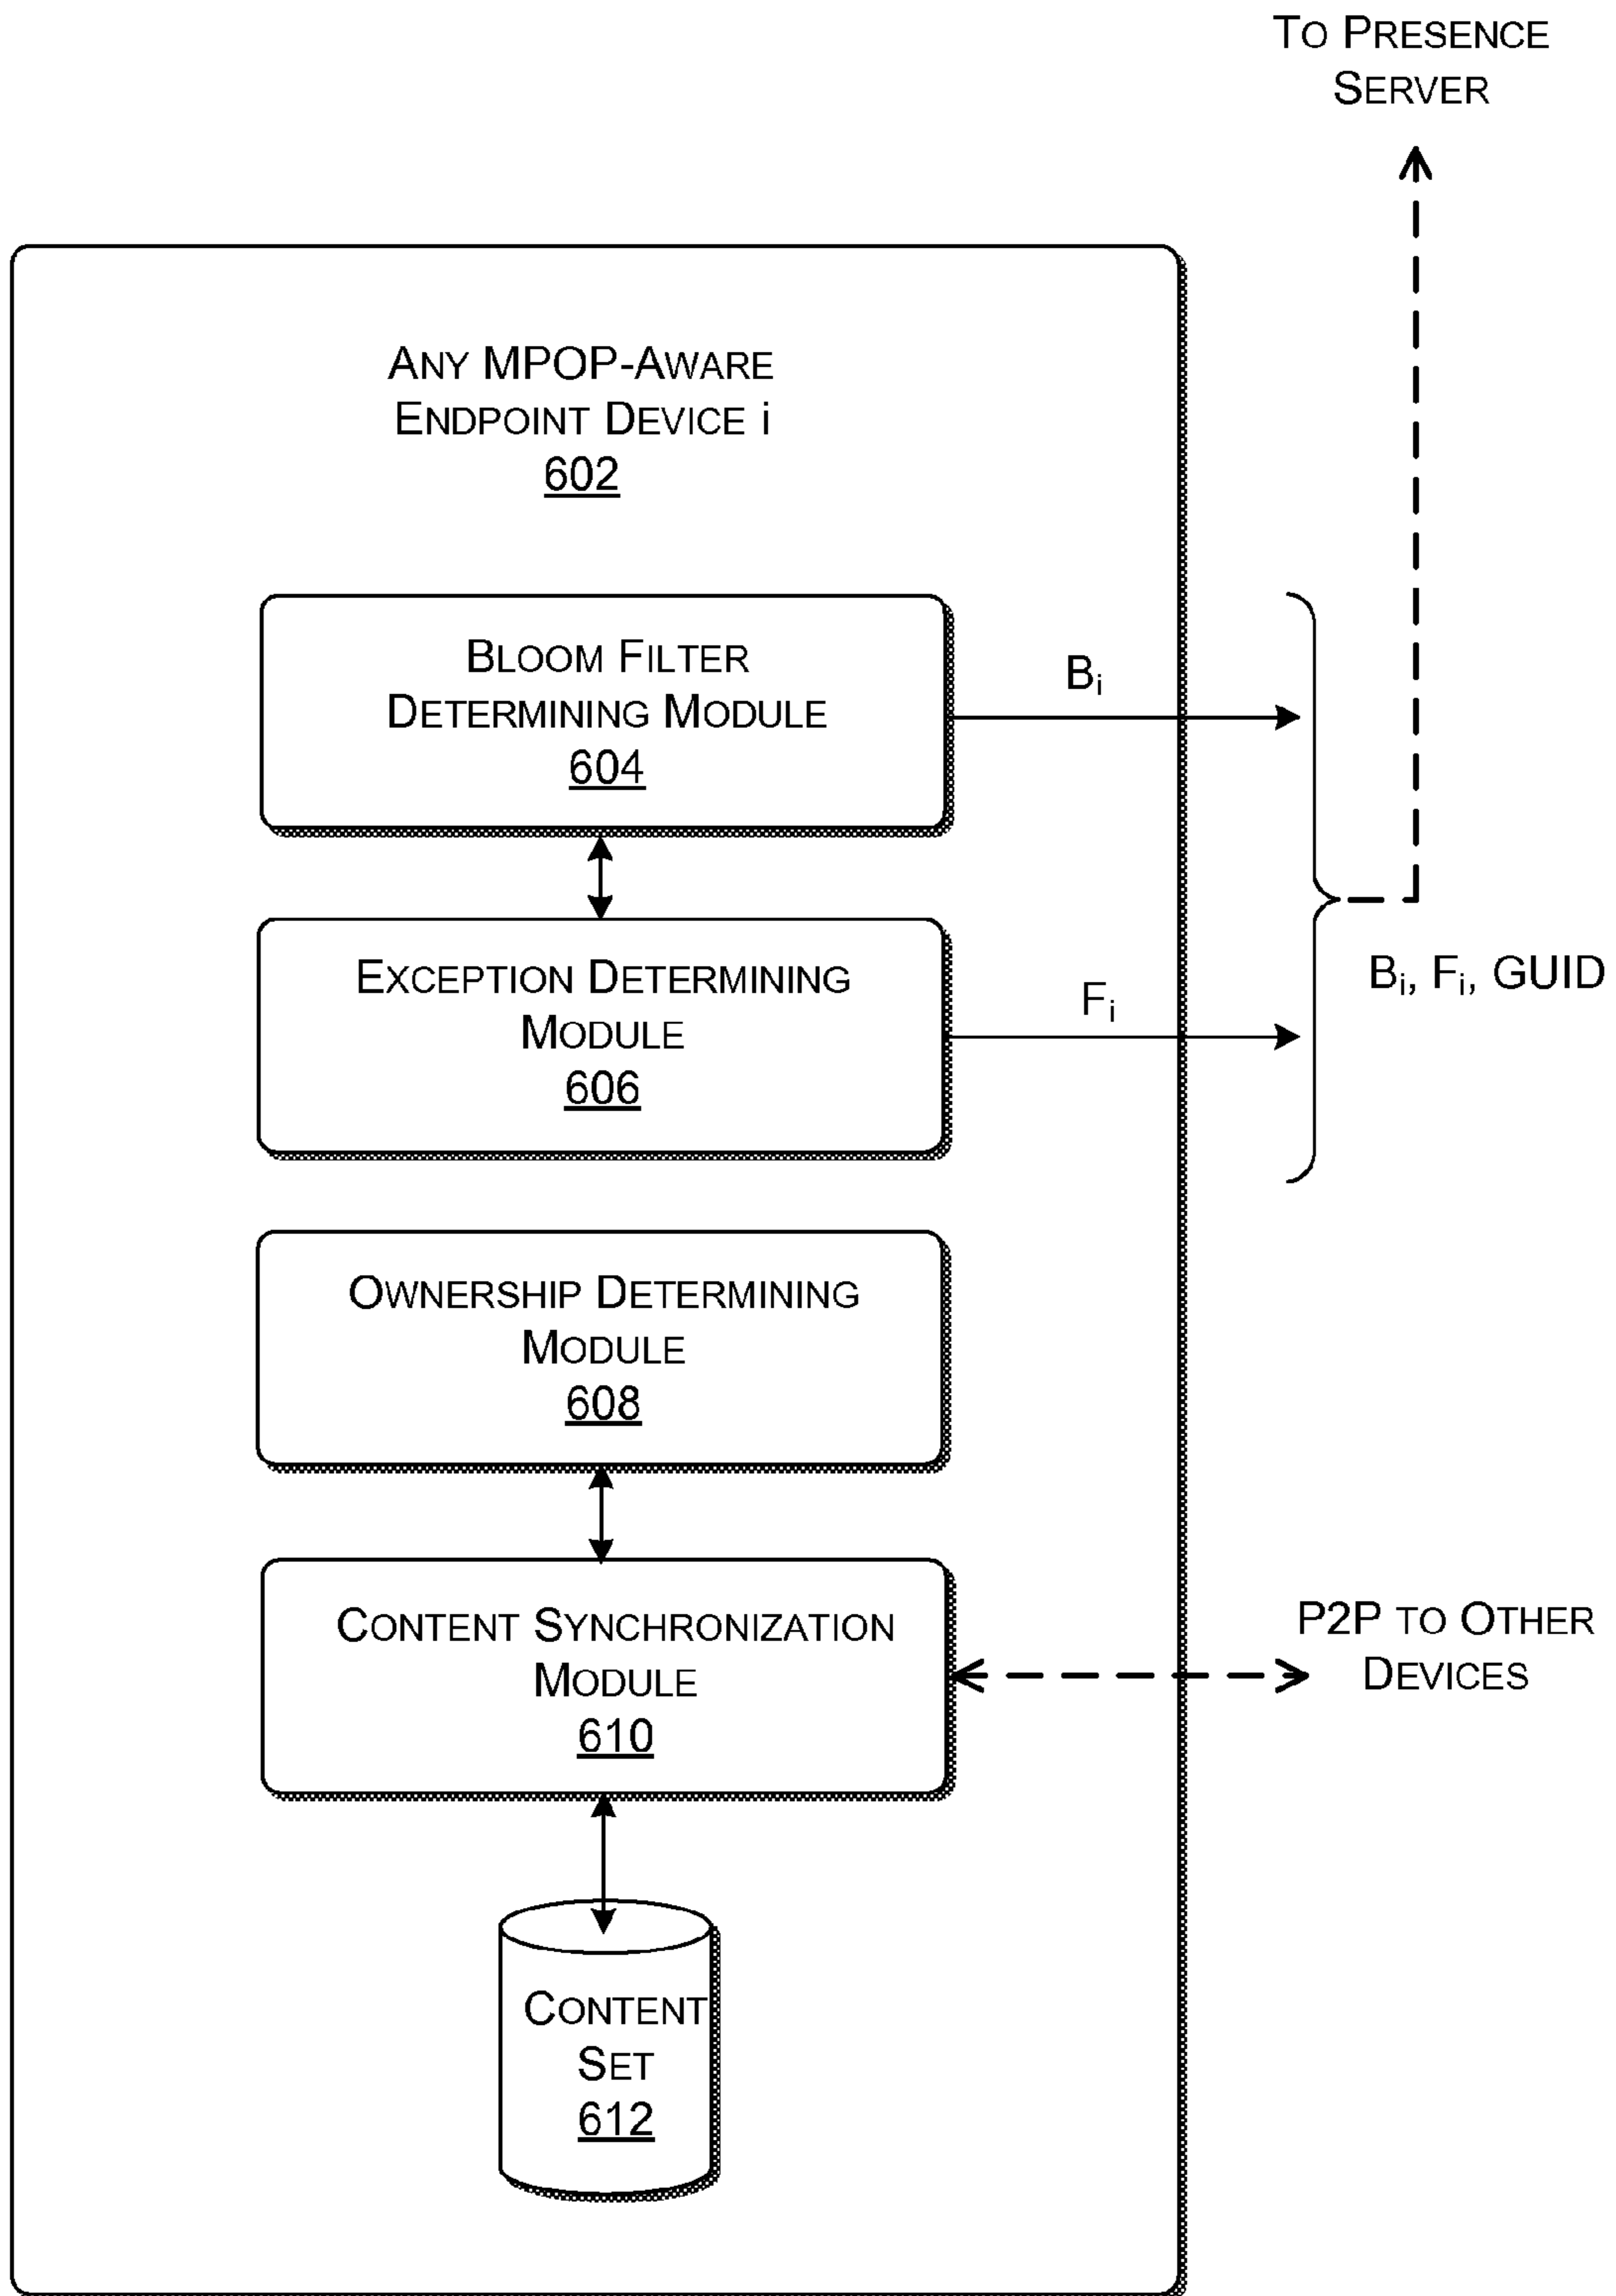 To Presence
Server
Any MPOP-Aware
Endpoint Device i
602
Bloom Filter
Determining Module
604
Bᵢ
Exception Determining
Module
606
Fᵢ
Bᵢ, Fᵢ, GUID
Ownership Determining
Module
608
Content Synchronization
Module
610
P2P to Other
Devices
Content
Set
612